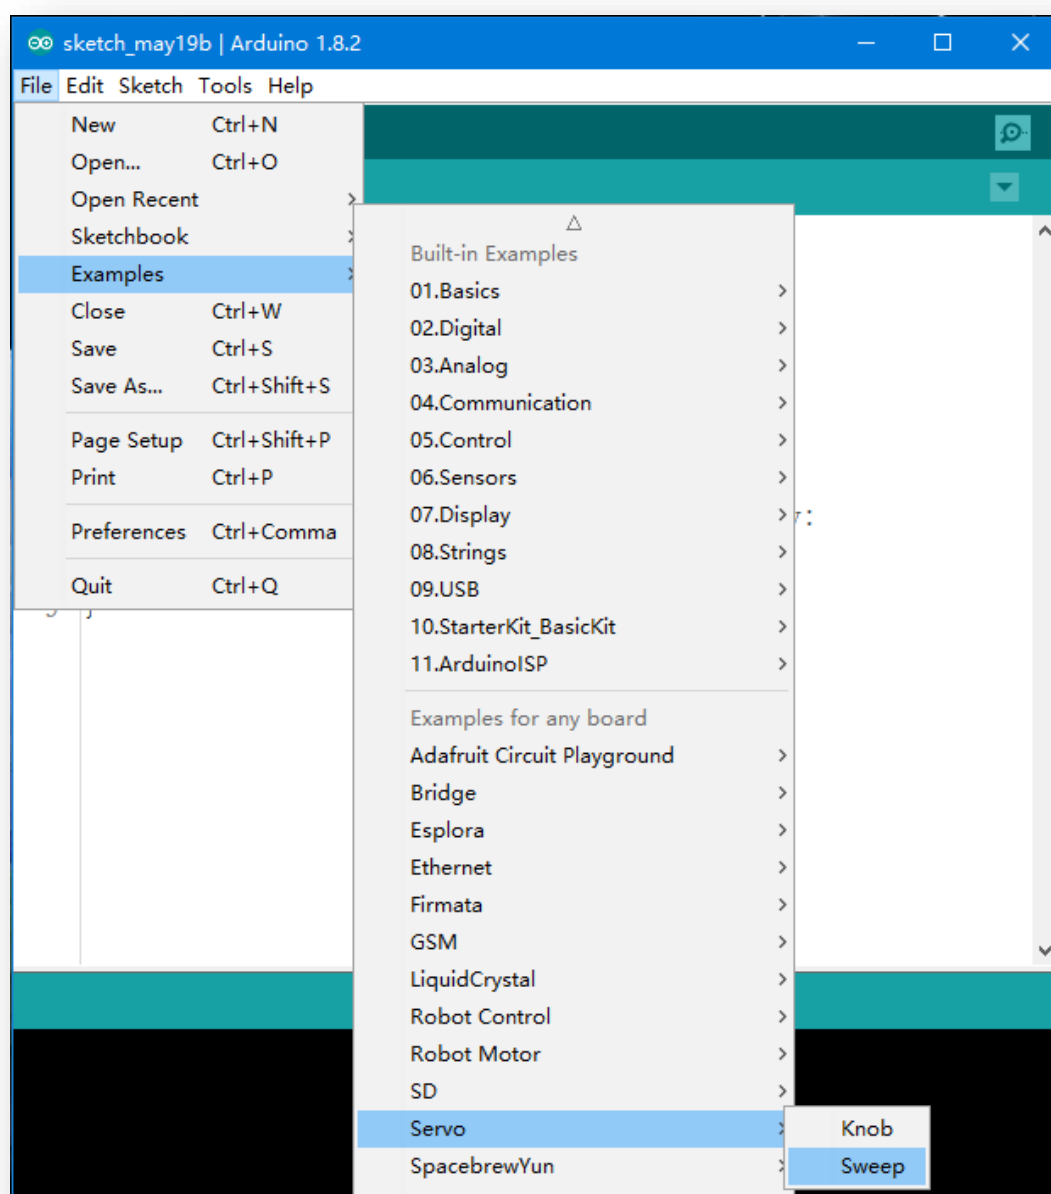 sketch_may19b | Arduino 1.8.2
File Edit Sketch Tools Help
New Ctrl+N
Open... Ctrl+O
Open Recent
Sketchbook
Examples
Close Ctrl+W
Save Ctrl+S
Save As... Ctrl+Shift+S
Page Setup Ctrl+Shift+P
Print Ctrl+P
Preferences Ctrl+Comma
Quit Ctrl+Q
Built-in Examples
01.Basics
02.Digital
03.Analog
04.Communication
05.Control
06.Sensors
07.Display
08.Strings
09.USB
10.StarterKit_BasicKit
11.ArduinoISP
Examples for any board
Adafruit Circuit Playground
Bridge
Esplora
Ethernet
Firmata
GSM
LiquidCrystal
Robot Control
Robot Motor
SD
Servo
SpacebrewYun
Knob
Sweep